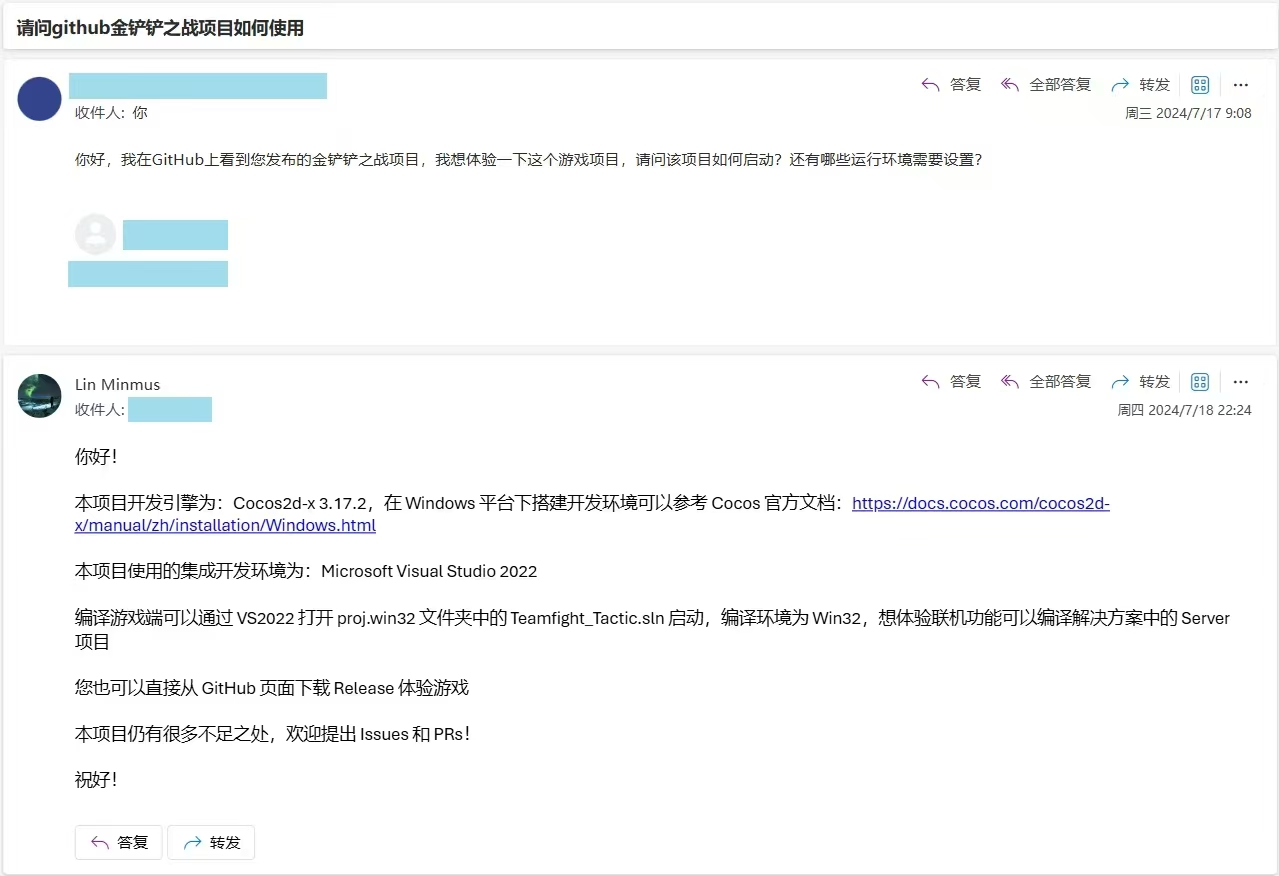 请问github金铲铲之战项目如何使用
答复 全部答复 转发
收件人：你
周三 2024/7/17 9:08
你好，我在GitHub上看到您发布的金铲铲之战项目，我想体验一下这个游戏项目，请问该项目如何启动？还有哪些运行环境需要设置？
Lin Minmus
答复 全部答复 转发
收件人:
周四 2024/7/18 22:24
你好！
本项目开发引擎为：Cocos2d-x 3.17.2，在 Windows 平台下搭建开发环境可以参考 Cocos 官方文档：https://docs.cocos.com/cocos2d-
x/manual/zh/installation/Windows.html
本项目使用的集成开发环境为：Microsoft Visual Studio 2022
编译游戏端可以通过 VS2022 打开 proj.win32 文件夹中的 Teamfight_Tactic.sln 启动，编译环境为 Win32，想体验联机功能可以编译解决方案中的 Server
项目
您也可以直接从 GitHub 页面下载 Release 体验游戏
本项目仍有很多不足之处，欢迎提出 Issues 和 PRs！
祝好！
答复 转发